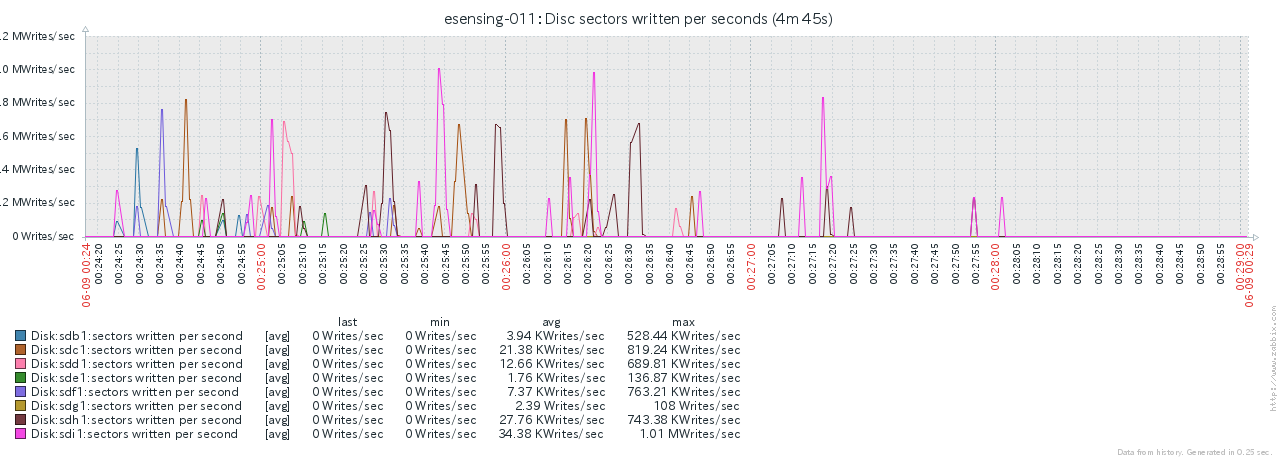 esensing-011: Disc sectors written per seconds (4m 45s)
.2 MWrites/sec
.0 MWrites/sec
.8 MWrites/sec
.6 MWrites/sec
.4 MWrites/sec
.2 MWrites/sec
0 Writes/sec
06-09 00:24 00:24:20 00:24:25 00:24:30 00:24:35 00:24:40 00:24:45 00:24:50 00:24:55 00:25:00 00:25:05 00:25:10 00:25:15 00:25:20 00:25:25 00:25:30 00:25:35 00:25:40 00:25:45 00:25:50 00:25:55 00:26:00 00:26:05 00:26:10 00:26:15 00:26:20 00:26:25 00:26:30 00:26:35 00:26:40 00:26:45 00:26:50 00:26:55 00:27:00 00:27:05 00:27:10 00:27:15 00:27:20 00:27:25 00:27:30 00:27:35 00:27:40 00:27:45 00:27:50 00:27:55 00:28:00 00:28:05 00:28:10 00:28:15 00:28:20 00:28:25 00:28:30 00:28:35 00:28:40 00:28:45 00:28:50 00:28:55 00:29:00 06-09 00:29
last min avg max
Disk:sdb1:sectors written per second [avg] 0 Writes/sec 0 Writes/sec 3.94 KWrites/sec 528.44 KWrites/sec
Disk:sdc1:sectors written per second [avg] 0 Writes/sec 0 Writes/sec 21.38 KWrites/sec 819.24 KWrites/sec
Disk:sdd1:sectors written per second [avg] 0 Writes/sec 0 Writes/sec 12.66 KWrites/sec 689.81 KWrites/sec
Disk:sde1:sectors written per second [avg] 0 Writes/sec 0 Writes/sec 1.76 KWrites/sec 136.87 KWrites/sec
Disk:sdf1:sectors written per second [avg] 0 Writes/sec 0 Writes/sec 7.37 KWrites/sec 763.21 KWrites/sec
Disk:sdg1:sectors written per second [avg] 0 Writes/sec 0 Writes/sec 2.39 KWrites/sec 108 KWrites/sec
Disk:sdh1:sectors written per second [avg] 0 Writes/sec 0 Writes/sec 27.76 KWrites/sec 743.38 KWrites/sec
Disk:sdi1:sectors written per second [avg] 0 Writes/sec 0 Writes/sec 34.38 KWrites/sec 1.01 MWrites/sec
http://www.zabbix.com
Data from history. Generated in 0.25 sec.